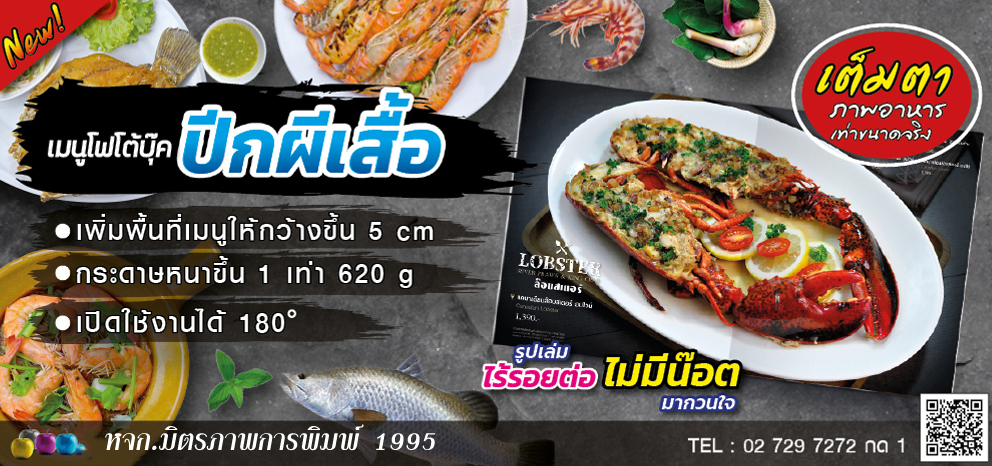 New!
เมนูโฟโต้บุ๊ค ปีกผีเสื้อ
●เพิ่มพื้นที่เมนูให้กว้างขึ้น 5 cm
●กระดาษหนาขึ้น 1 เท่า 620 g
●เปิดใช้งานได้ 180°
เต็มตา
ภาพอาหาร
เท่าขนาดจริง
LOBSTER
RIVER PRAWN & KING
ล็อบสเตอร์
Canadian Lobster
1,390.-
รูปเล่ม
ไร้รอยต่อ ไม่มีน๊อต
มากวนใจ
หจก.มิตรภาพการพิมพ์ 1995
TEL : 02 729 7272 กด 1